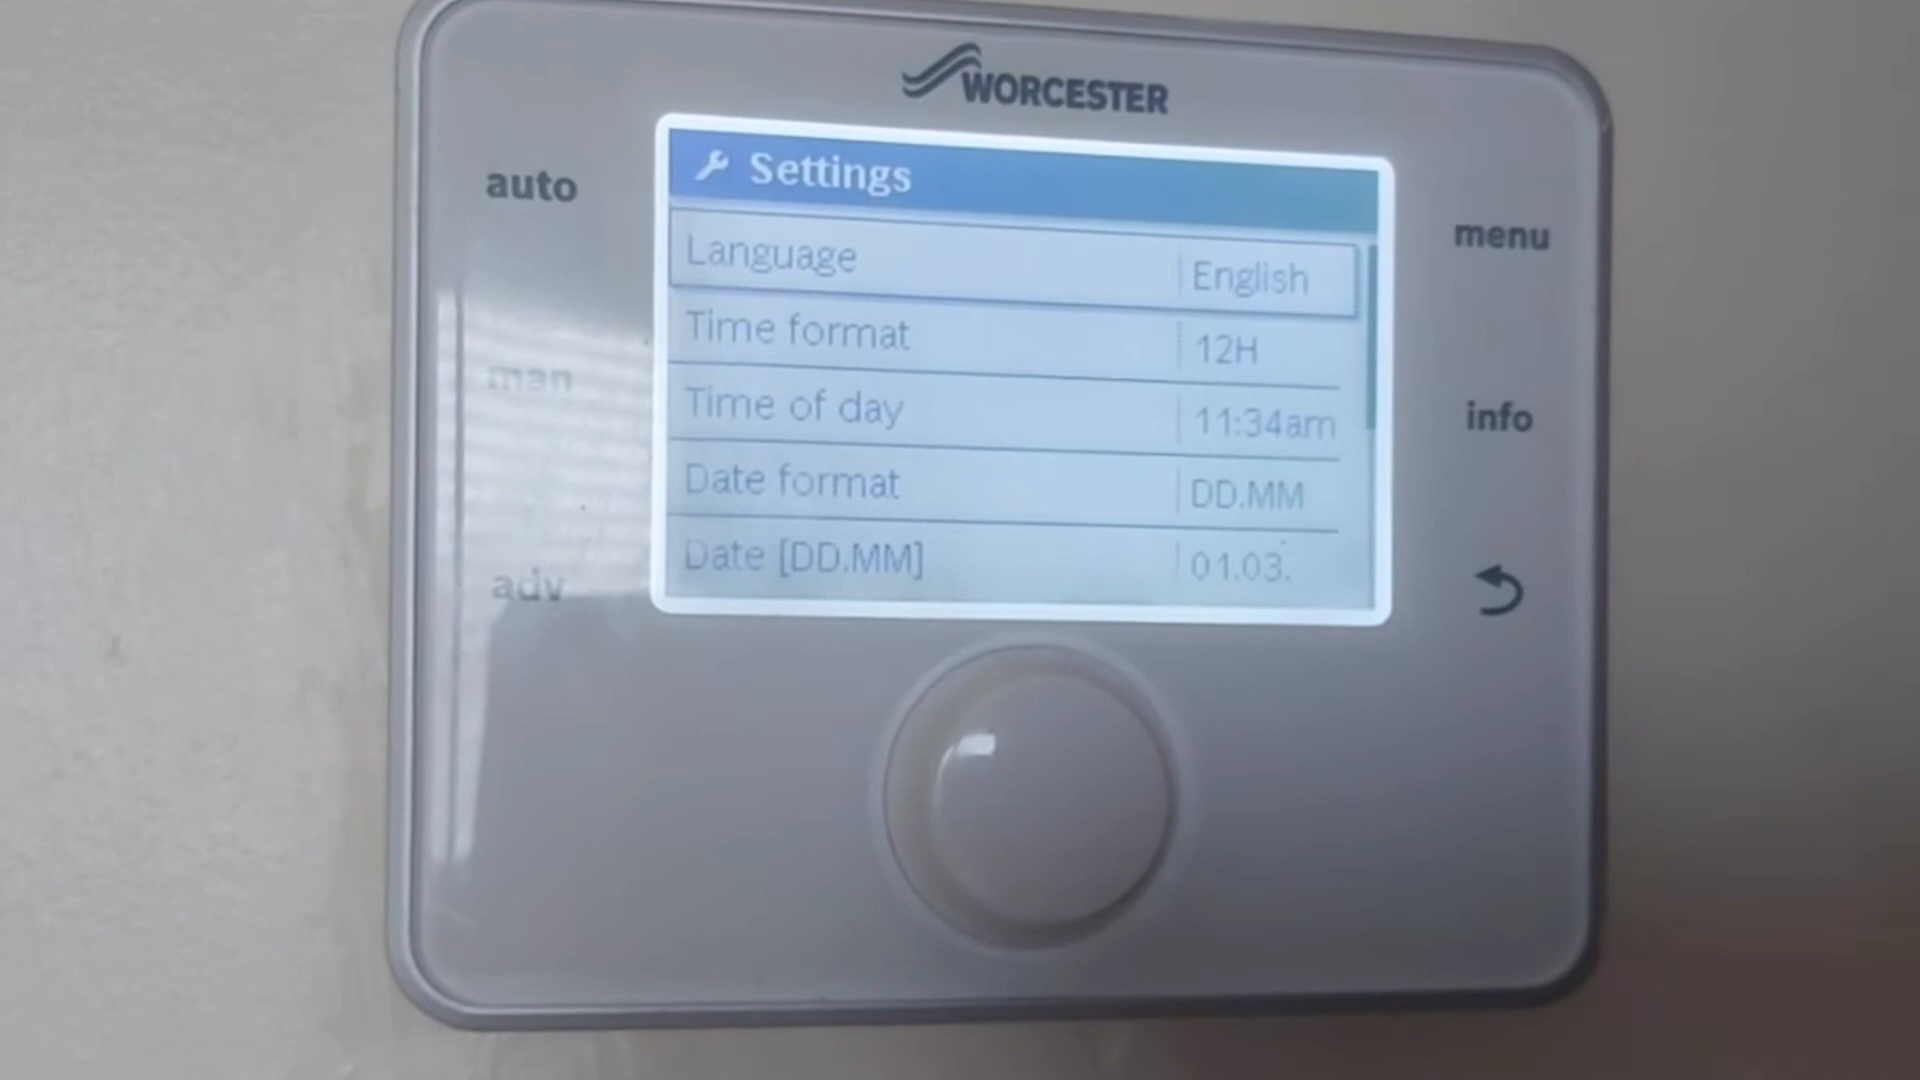 WORCESTER
auto
man
adv
Settings
Language English
Time format 12H
Time of day 11:34am
Date format DD.MM
Date [DD.MM] 01.03.
menu
info